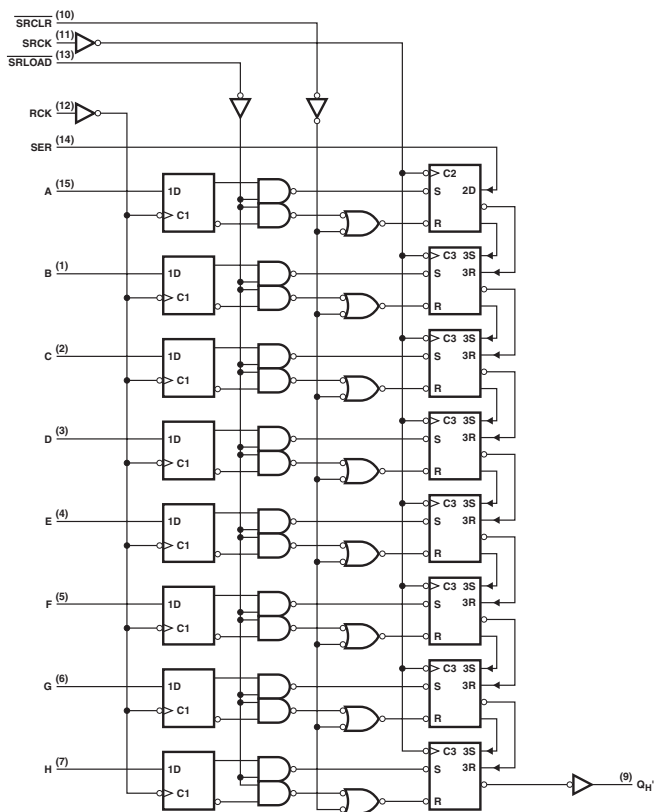 SRCLR (10)
SRCK (11)
SRLOAD (13)
RCK (12)
SER (14)
C2
A (15) 1D S 2D
C1 R
C3 3S
B (1) 1D S 3R
C1 R
C3 3S
C (2) 1D S 3R
C1 R
C3 3S
D (3) 1D S 3R
C1 R
C3 3S
E (4) 1D S 3R
C1 R
C3 3S
F (5) 1D S 3R
C1 R
C3 3S
G (6) 1D S 3R
C1 R
C3 3S
H (7) 1D S 3R
(9) QH'
C1 R